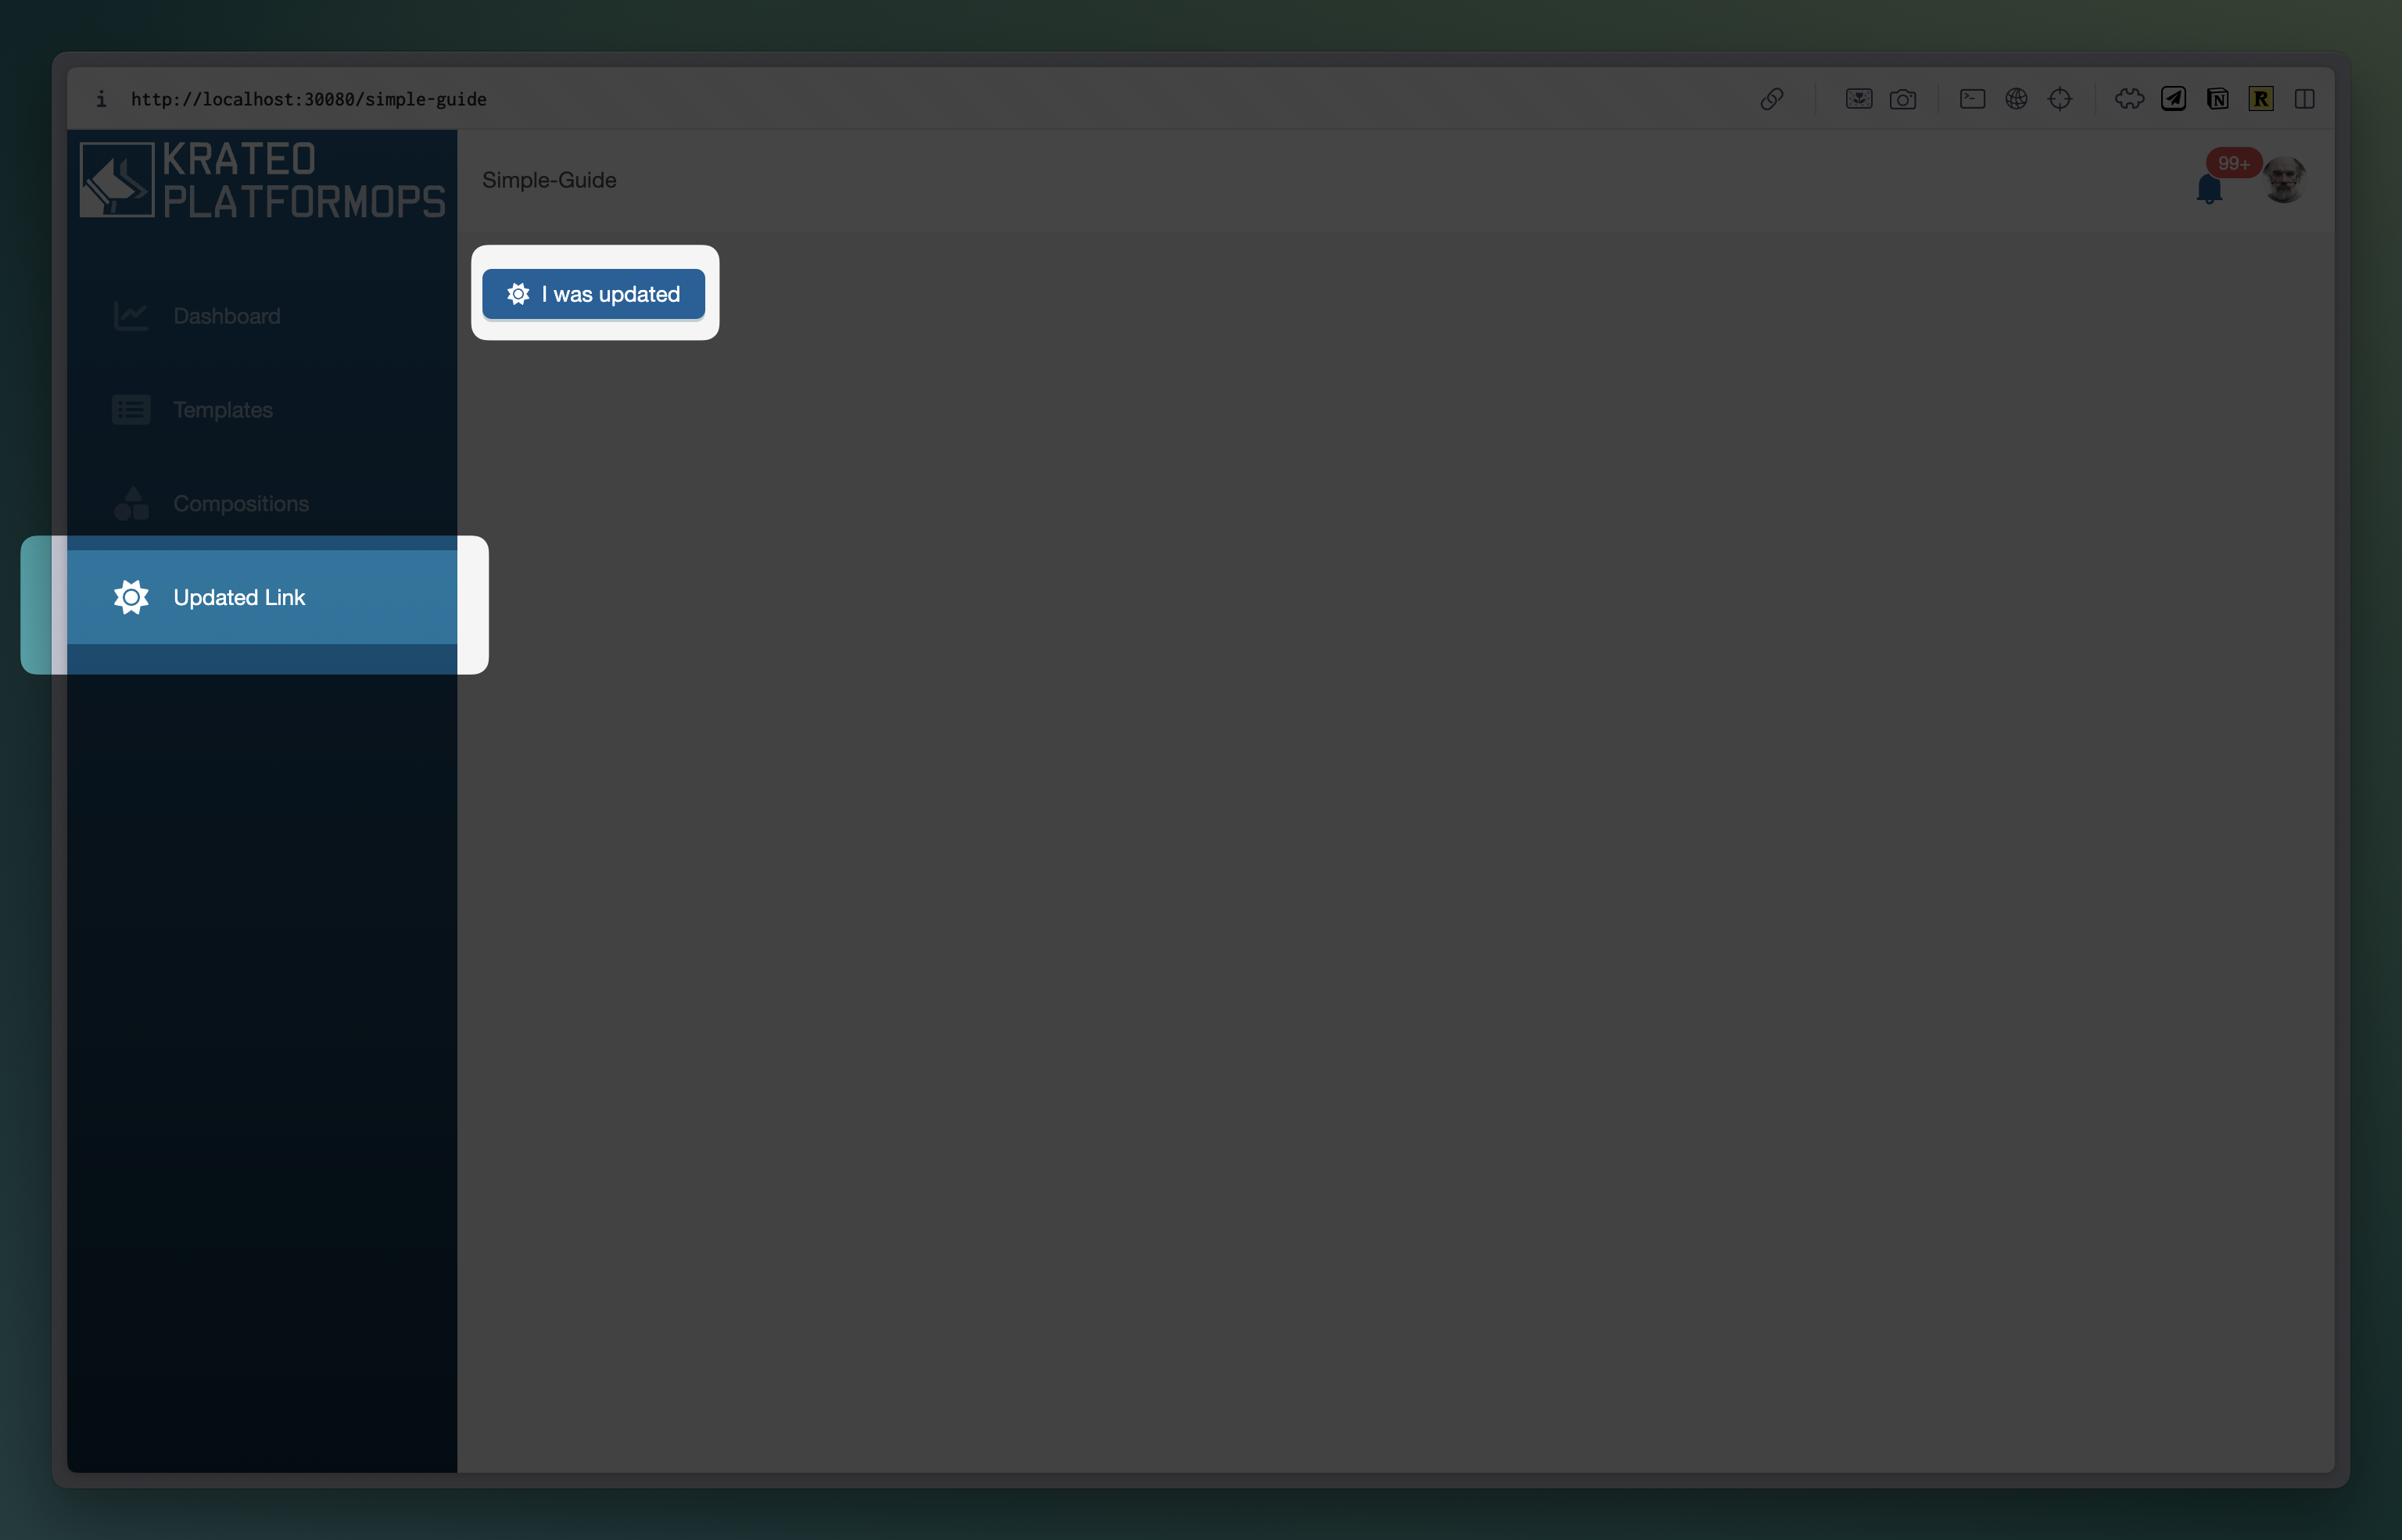 i http://localhost:30080/simple-guide
N R
KRATEO
PLATFORMOPS
Simple-Guide
99+
I was updated
Dashboard
Templates
Compositions
Updated Link